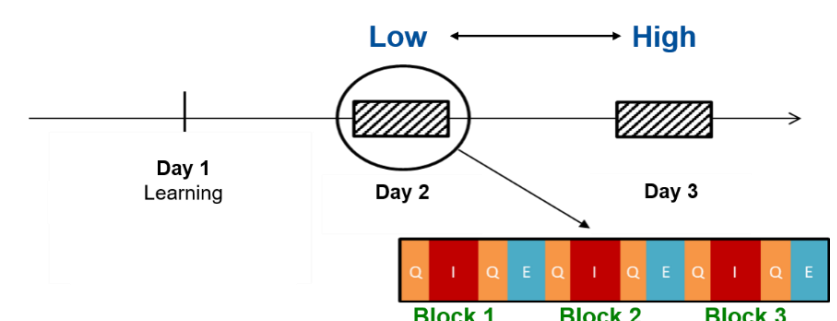 Low High
Day 1
Learning
Day 2
Day 3
Q I Q E Q I Q E Q I Q E
Block 1 Block 2 Block 3